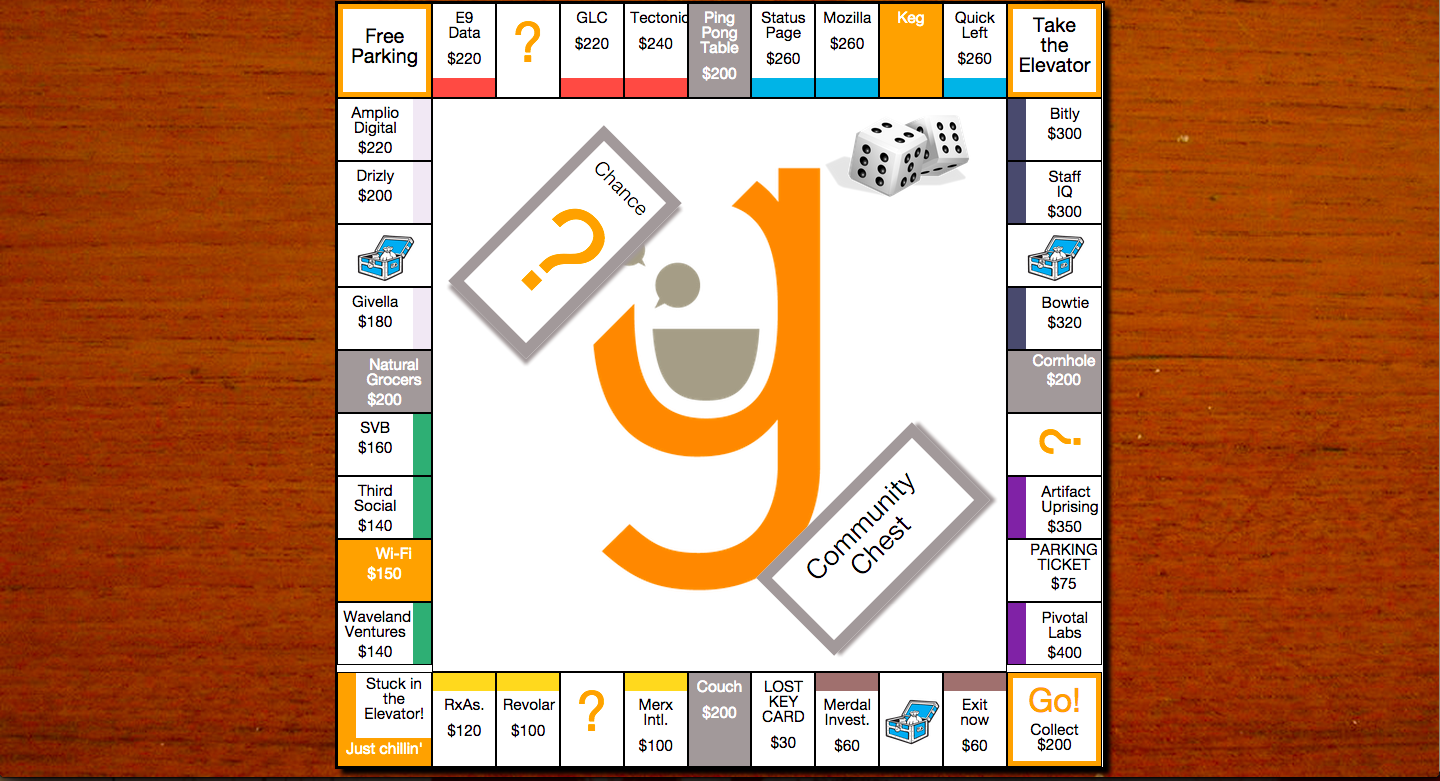 Free
Parking
E9
Data
$220
?
GLC
$220
Tectonic
$240
Ping
Pong
Table
$200
Status
Page
$260
Mozilla
$260
Keg
Quick
Left
$260
Take
the
Elevator
Amplio
Digital
$220
Drizly
$200
Givella
$180
Natural
Grocers
$200
SVB
$160
Third
Social
$140
Wi-Fi
$150
Waveland
Ventures
$140
Chance
?
g
Community
Chest
Bitly
$300
Staff
IQ
$300
Bowtie
$320
Cornhole
$200
?
Artifact
Uprising
$350
PARKING
TICKET
$75
Pivotal
Labs
$400
Stuck in
the
Elevator!
Just chillin'
RxAs.
$120
Revolar
$100
?
Merx
Intl.
$100
Couch
$200
LOST
KEY
CARD
$30
Merdal
Invest.
$60
Exit
now
$60
Go!
Collect
$200